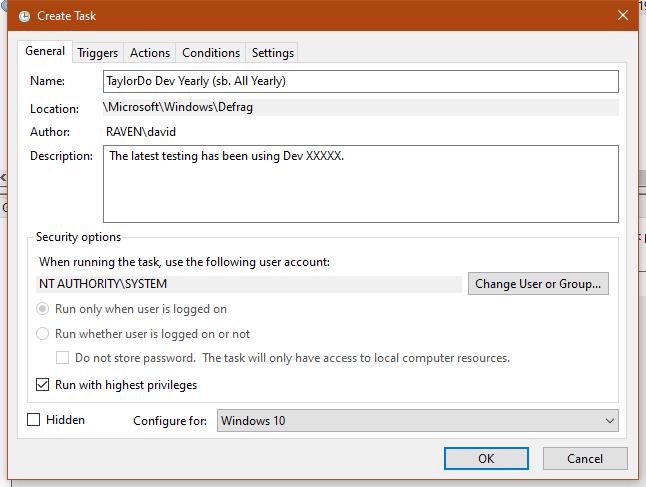 Create Task
General Triggers Actions Conditions Settings
Name: TaylorDo Dev Yearly (sb. All Yearly)
Location: \Microsoft\Windows\Defrag
Author: RAVEN\david
Description: The latest testing has been using Dev XXXXX.
Security options
When running the task, use the following user account:
NT AUTHORITY\SYSTEM Change User or Group...
Run only when user is logged on
Run whether user is logged on or not
Do not store password. The task will only have access to local computer resources.
Run with highest privileges
Hidden Configure for: Windows 10
OK Cancel